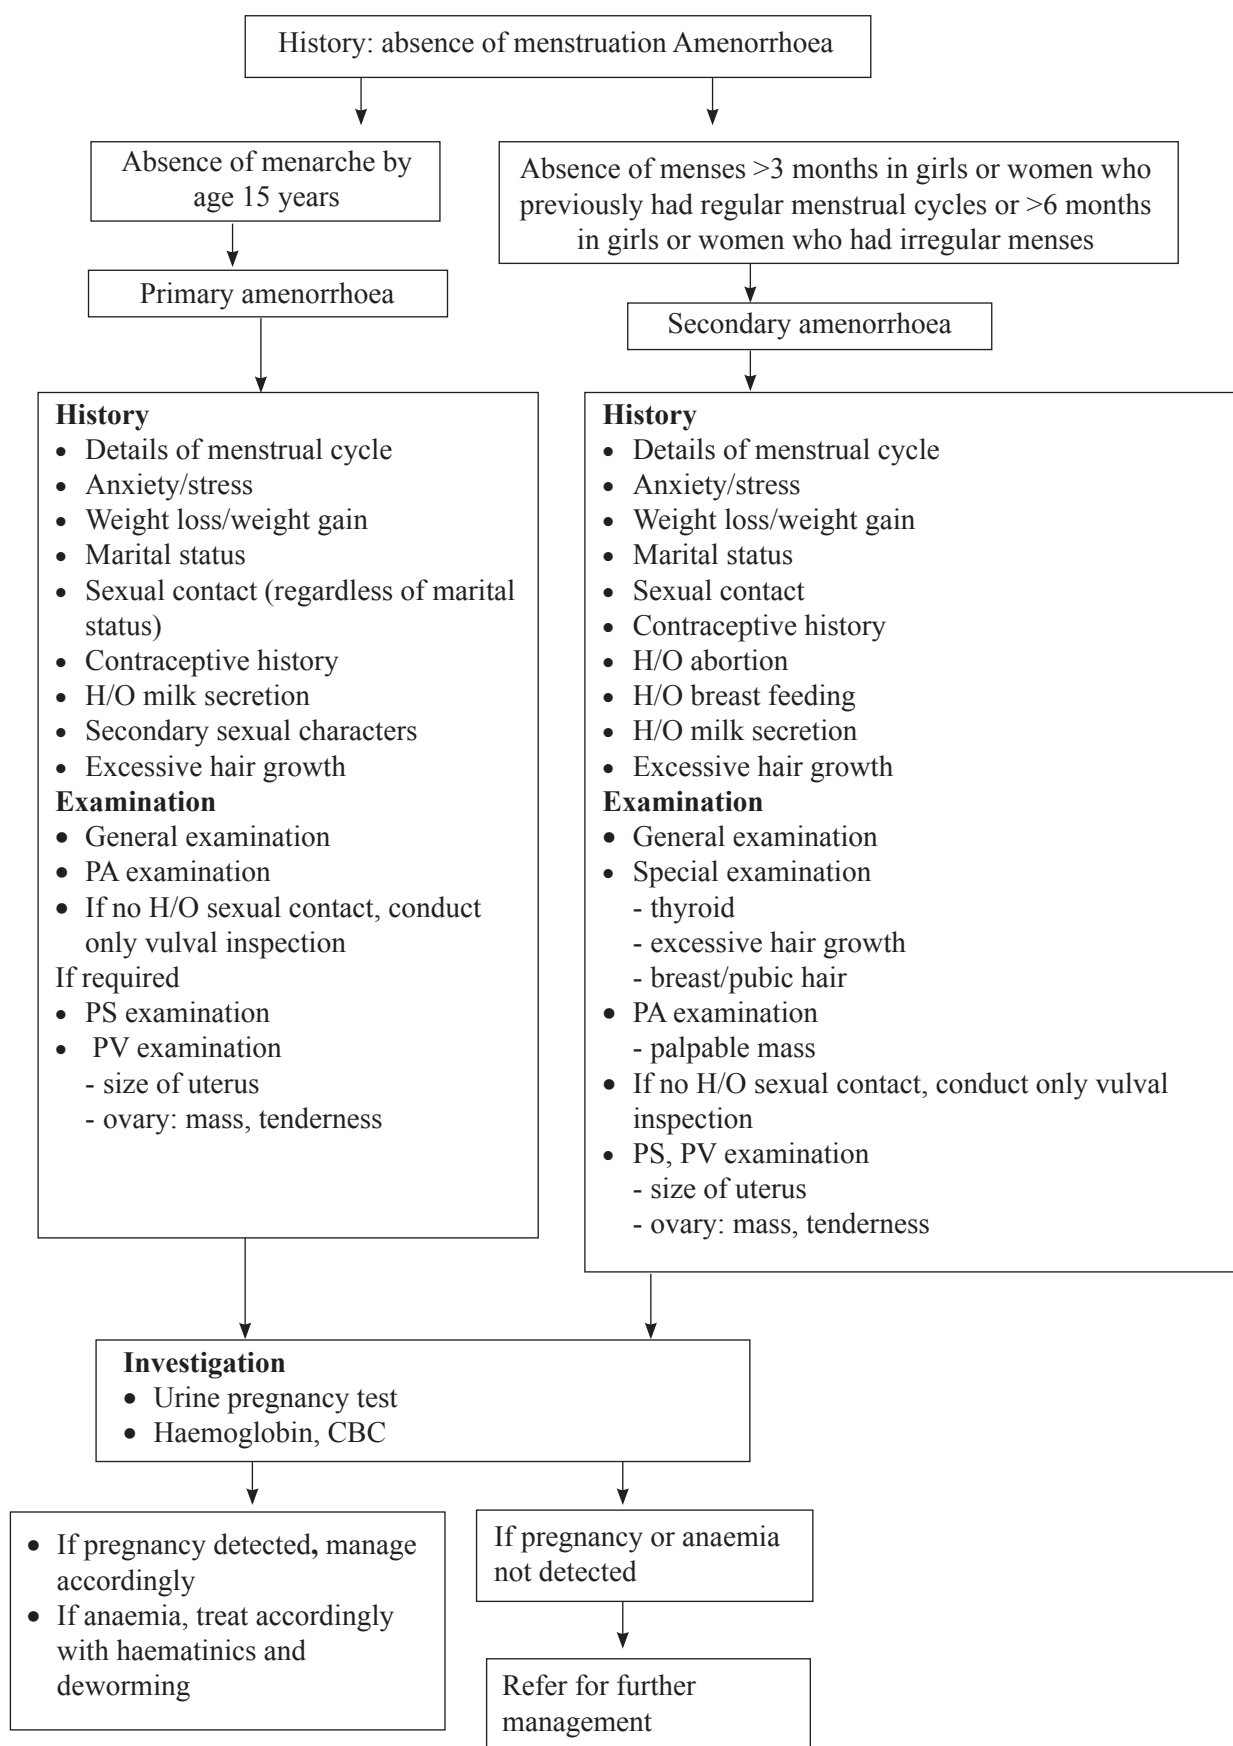 History: absence of menstruation Amenorrhoea
Absence of menarche by
age 15 years
Absence of menses >3 months in girls or women who
previously had regular menstrual cycles or >6 months
in girls or women who had irregular menses
Primary amenorrhoea
Secondary amenorrhoea
History
• Details of menstrual cycle
• Anxiety/stress
• Weight loss/weight gain
• Marital status
• Sexual contact (regardless of marital
status)
• Contraceptive history
• H/O milk secretion
• Secondary sexual characters
• Excessive hair growth
Examination
• General examination
• PA examination
• If no H/O sexual contact, conduct
only vulval inspection
If required
• PS examination
• PV examination
- size of uterus
- ovary: mass, tenderness
History
• Details of menstrual cycle
• Anxiety/stress
• Weight loss/weight gain
• Marital status
• Sexual contact
• Contraceptive history
• H/O abortion
• H/O breast feeding
• H/O milk secretion
• Excessive hair growth
Examination
• General examination
• Special examination
- thyroid
- excessive hair growth
- breast/pubic hair
• PA examination
- palpable mass
• If no H/O sexual contact, conduct only vulval
inspection
• PS, PV examination
- size of uterus
- ovary: mass, tenderness
Investigation
• Urine pregnancy test
• Haemoglobin, CBC
• If pregnancy detected, manage
accordingly
• If anaemia, treat accordingly
with haematinics and
deworming
If pregnancy or anaemia
not detected
Refer for further
management